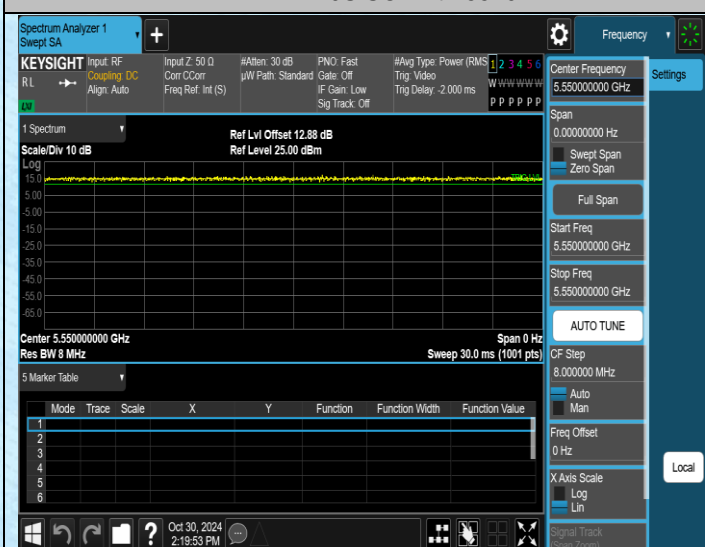 Spectrum Analyzer 1
Swept SA
Frequency
KEYSIGHT
RL
LXI
Input: RF
Coupling: DC
Align: Auto
Input Z: 50 Ω
Corr CCorr
Freq Ref: Int (S)
#Atten: 30 dB
µW Path: Standard
PNO: Fast
Gate: Off
IF Gain: Low
Sig Track: Off
#Avg Type: Power (RMS
Trig: Video
Trig Delay: -2.000 ms
1 2 3 4 5 6
W W W W W W
P P P P P P
1 Spectrum
Scale/Div 10 dB
Ref Lvl Offset 12.88 dB
Ref Level 25.00 dBm
Log
15.0
5.00
-5.00
-15.0
-25.0
-35.0
-45.0
-55.0
-65.0
Center 5.550000000 GHz
Span 0 Hz
Res BW 8 MHz
Sweep 30.0 ms (1001 pts)
5 Marker Table
Mode Trace Scale X Y Function Function Width Function Value
1
2
3
4
5
6
Oct 30, 2024
2:19:53 PM
Center Frequency
5.550000000 GHz
Settings
Span
0.00000000 Hz
Swept Span
Zero Span
Full Span
Start Freq
5.550000000 GHz
Stop Freq
5.550000000 GHz
AUTO TUNE
CF Step
8.000000 MHz
Auto
Man
Freq Offset
0 Hz
X Axis Scale
Log
Lin
Local
Signal Track
(Span Zoom)